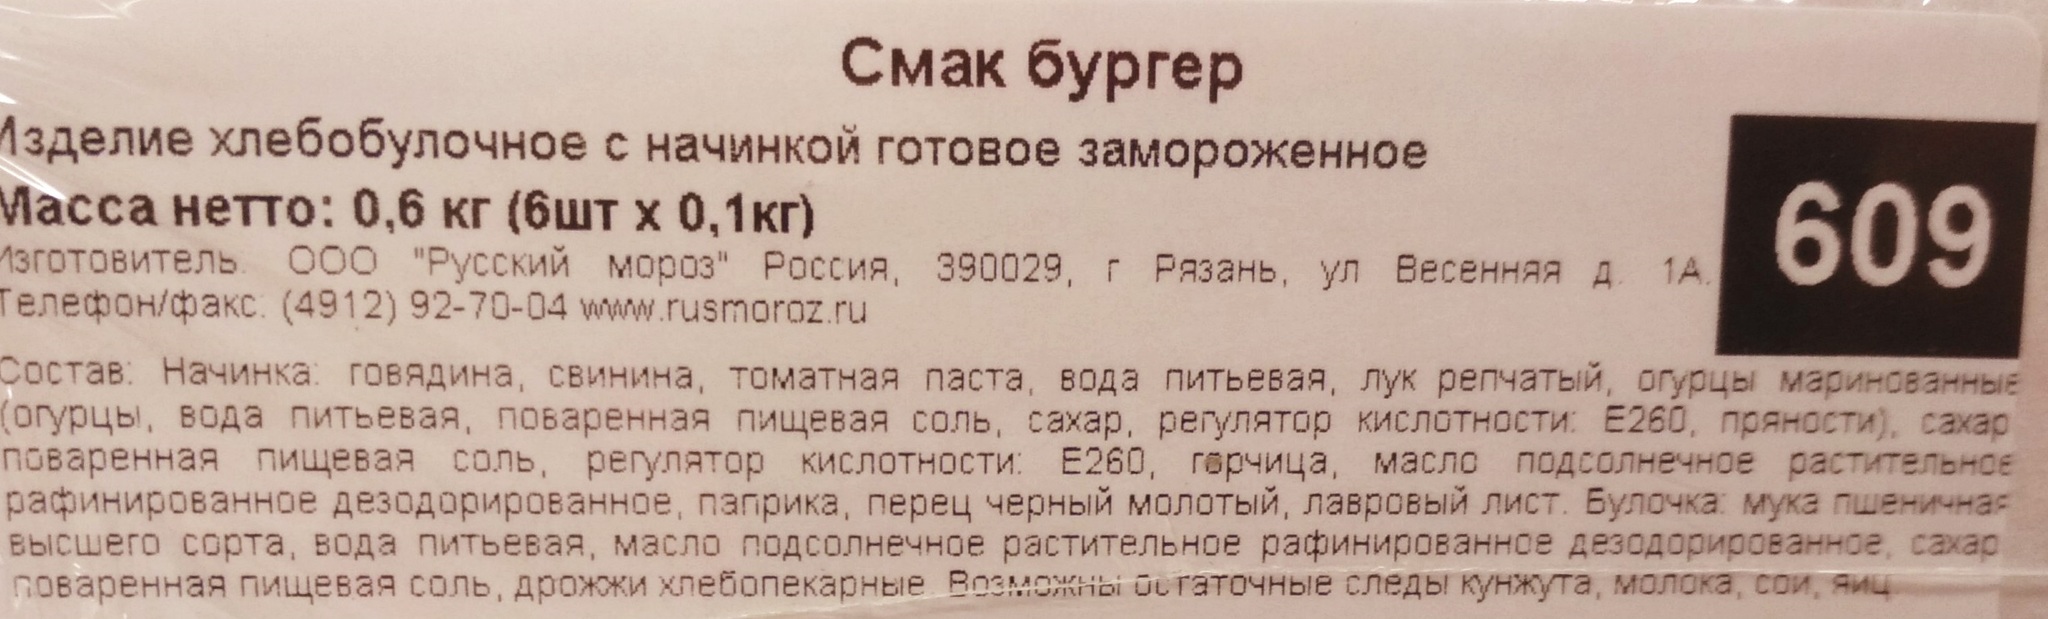 Смак бургер
Изделие хлебобулочное с начинкой готовое замороженное
Масса нетто: 0,6 кг (6шт х 0,1кг)
609
Изготовитель: ООО "Русский мороз" Россия, 390029, г Рязань, ул Весенняя д. 1А.
Телефон/факс: (4912) 92-70-04 www.rusmoroz.ru
Состав: Начинка: говядина, свинина, томатная паста, вода питьевая, лук репчатый, огурцы маринованные
(огурцы, вода питьевая, поваренная пищевая соль, сахар, регулятор кислотности: Е260, пряности), сахар
поваренная пищевая соль, регулятор кислотности: Е260, горчица, масло подсолнечное растительное
рафинированное дезодорированное, паприка, перец черный молотый, лавровый лист. Булочка: мука пшеничная
высшего сорта, вода питьевая, масло подсолнечное растительное рафинированное дезодорированное, сахар
поваренная пищевая соль, дрожжи хлебопекарные. Возможны остаточные следы кунжута, молока, сои, яиц.